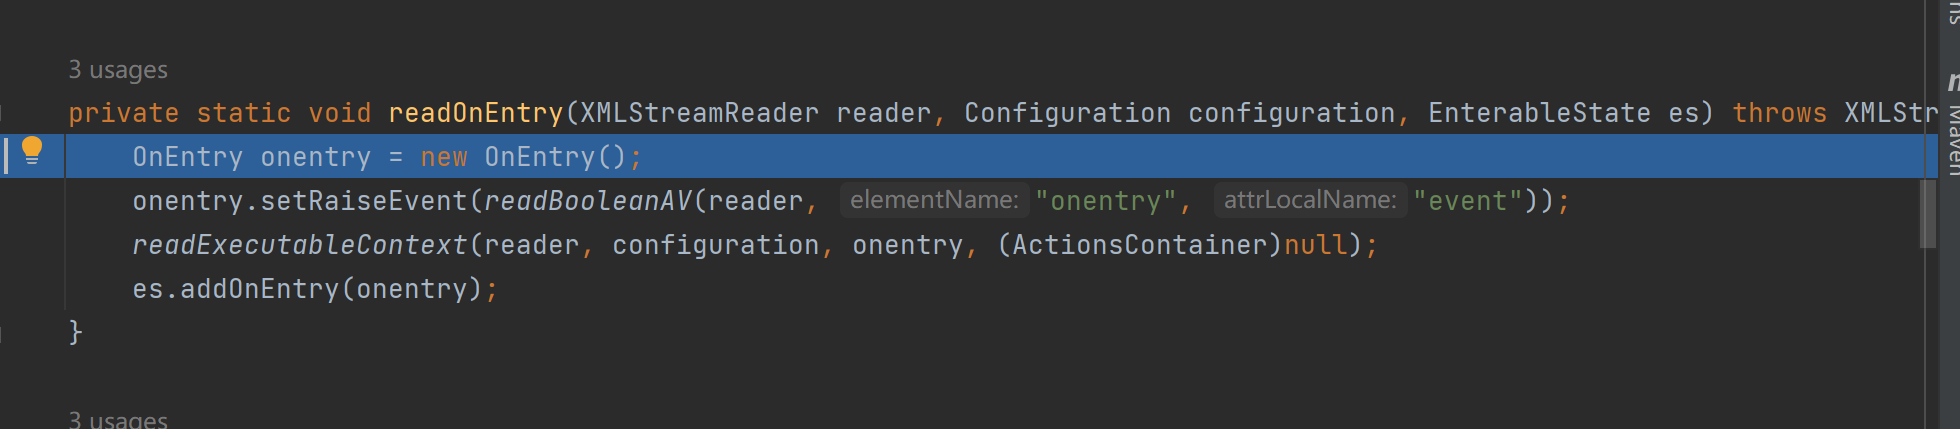 3 usages
private static void readOnEntry(XMLStreamReader reader, Configuration configuration, EnterableState es) throws XMLStr
OnEntry onentry = new OnEntry();
onentry.setRaiseEvent(readBooleanAV(reader, elementName: "onentry", attrLocalName: "event"));
readExecutableContext(reader, configuration, onentry, (ActionsContainer)null);
es.addOnEntry(onentry);
}
3 usages
Maven